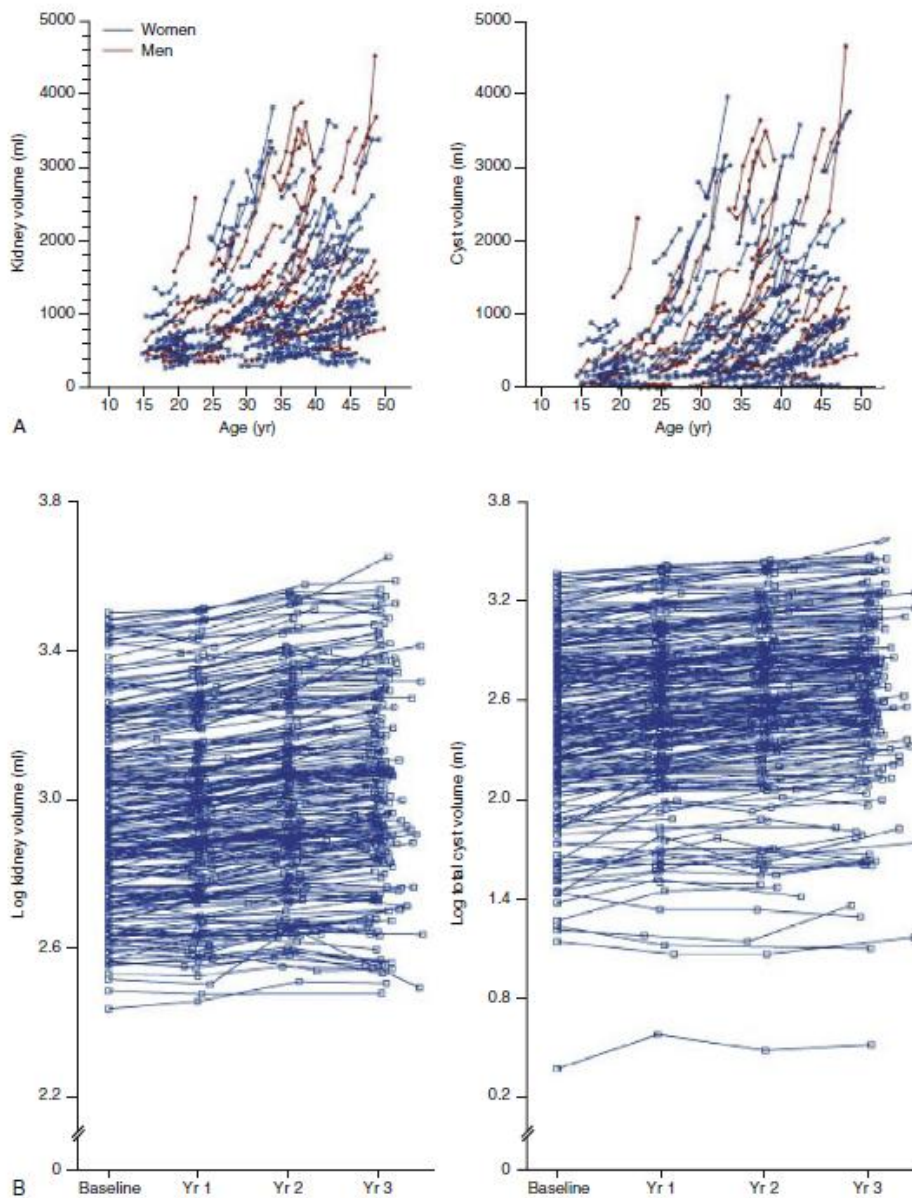 Women
Men
Kidney volume (ml)
5000
4000
3000
2000
1000
0
10 15 20 25 30 35 40 45 50
Age (yr)
Cyst volume (ml)
5000
4000
3000
2000
1000
0
10 15 20 25 30 35 40 45 50
Age (yr)
A
Log kidney volume (ml)
3.8
3.4
3.0
2.6
2.2
0
Baseline Yr 1 Yr 2 Yr 3
Log total cyst volume (ml)
3.8
3.2
2.6
2.0
1.4
0.8
0.2
0
Baseline Yr 1 Yr 2 Yr 3
B